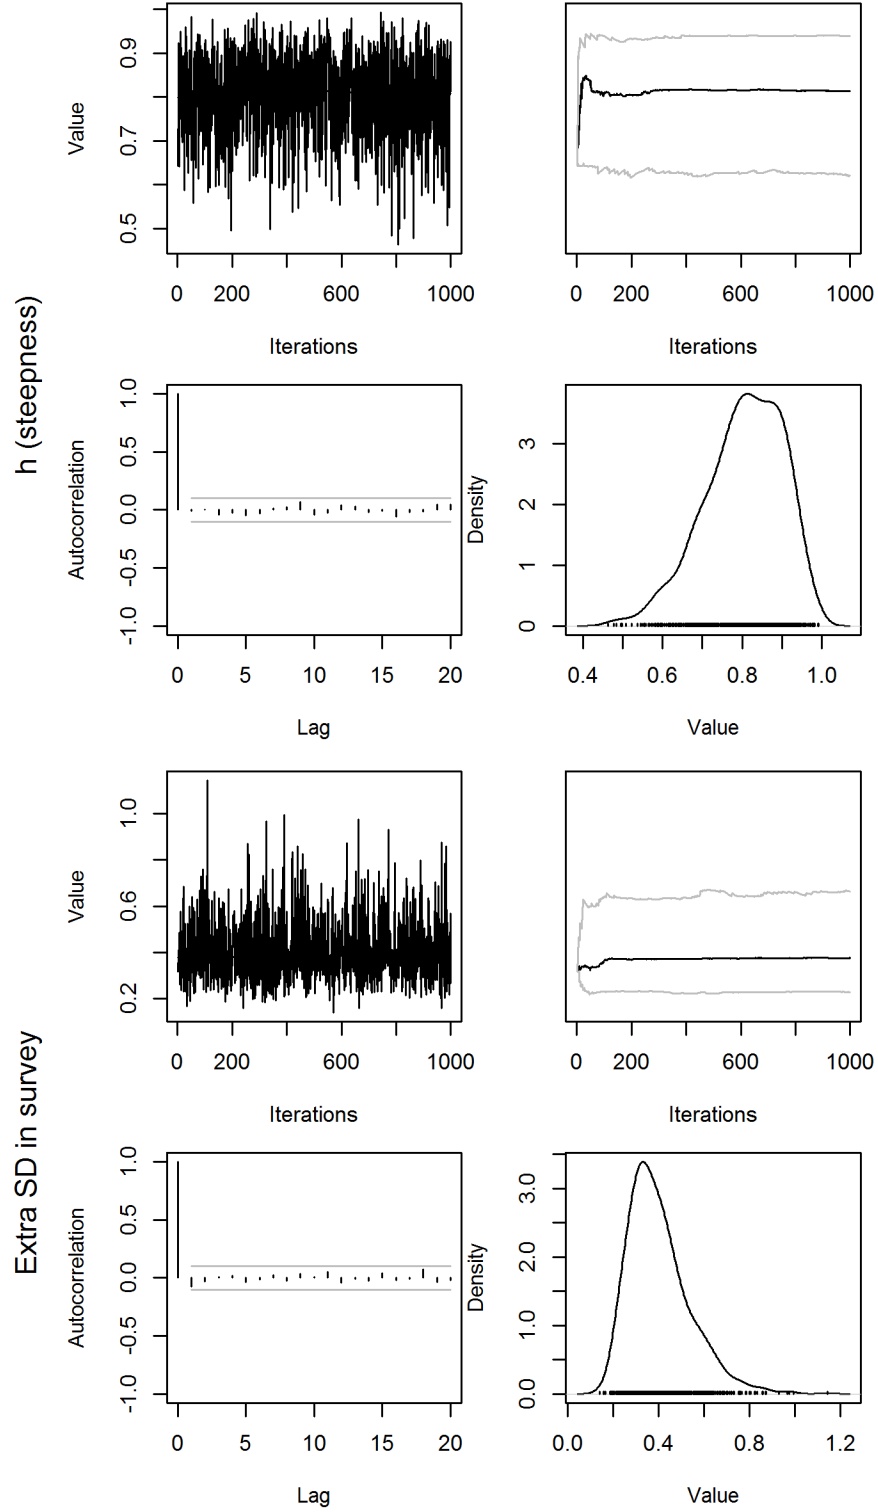 h (steepness)
Value
0.5 0.7 0.9
0 200 600 1000
Iterations
0 200 600 1000
Iterations
Autocorrelation
-1.0 -0.5 0.0 0.5 1.0
0 5 10 15 20
Lag
Density
0 1 2 3
0.4 0.6 0.8 1.0
Value
Extra SD in survey
Value
0.2 0.6 1.0
0 200 600 1000
Iterations
0 200 600 1000
Iterations
Autocorrelation
-1.0 -0.5 0.0 0.5 1.0
0 5 10 15 20
Lag
Density
0.0 1.0 2.0 3.0
0.0 0.4 0.8 1.2
Value